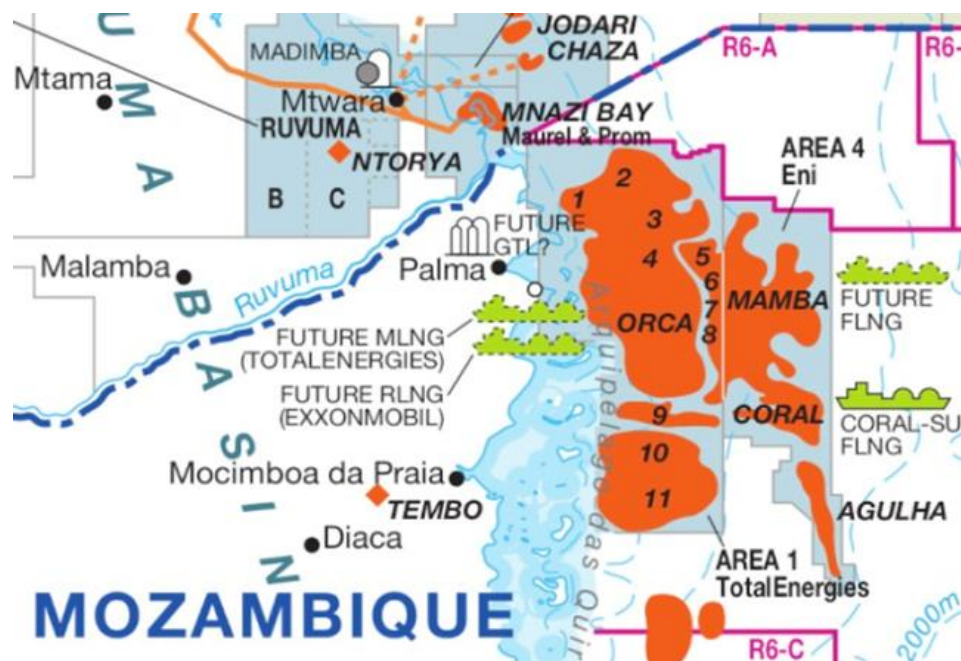 JODARI
CHAZA
R6-A
R6-
MADIMBA
Mtama
Mtwara
RUVUMA
MNAZI BAY
Maurel & Prom
NTORYA
AREA 4
Eni
B
C
U
M
A
B
A
S
I
N
1
2
3
4
5
6
7
8
9
10
11
FUTURE
GTL?
Palma
Malamba
Ruvuma
ORCA
MAMBA
FUTURE
FLNG
FUTURE MLNG
(TOTALENERGIES)
FUTURE RLNG
(EXXONMOBIL)
CORAL
CORAL-SU
FLNG
Arquipélago das Quir
Mocimboa da Praia
TEMBO
AGULHA
Diaca
AREA 1
TotalEnergies
MOZAMBIQUE
R6-C
2000m